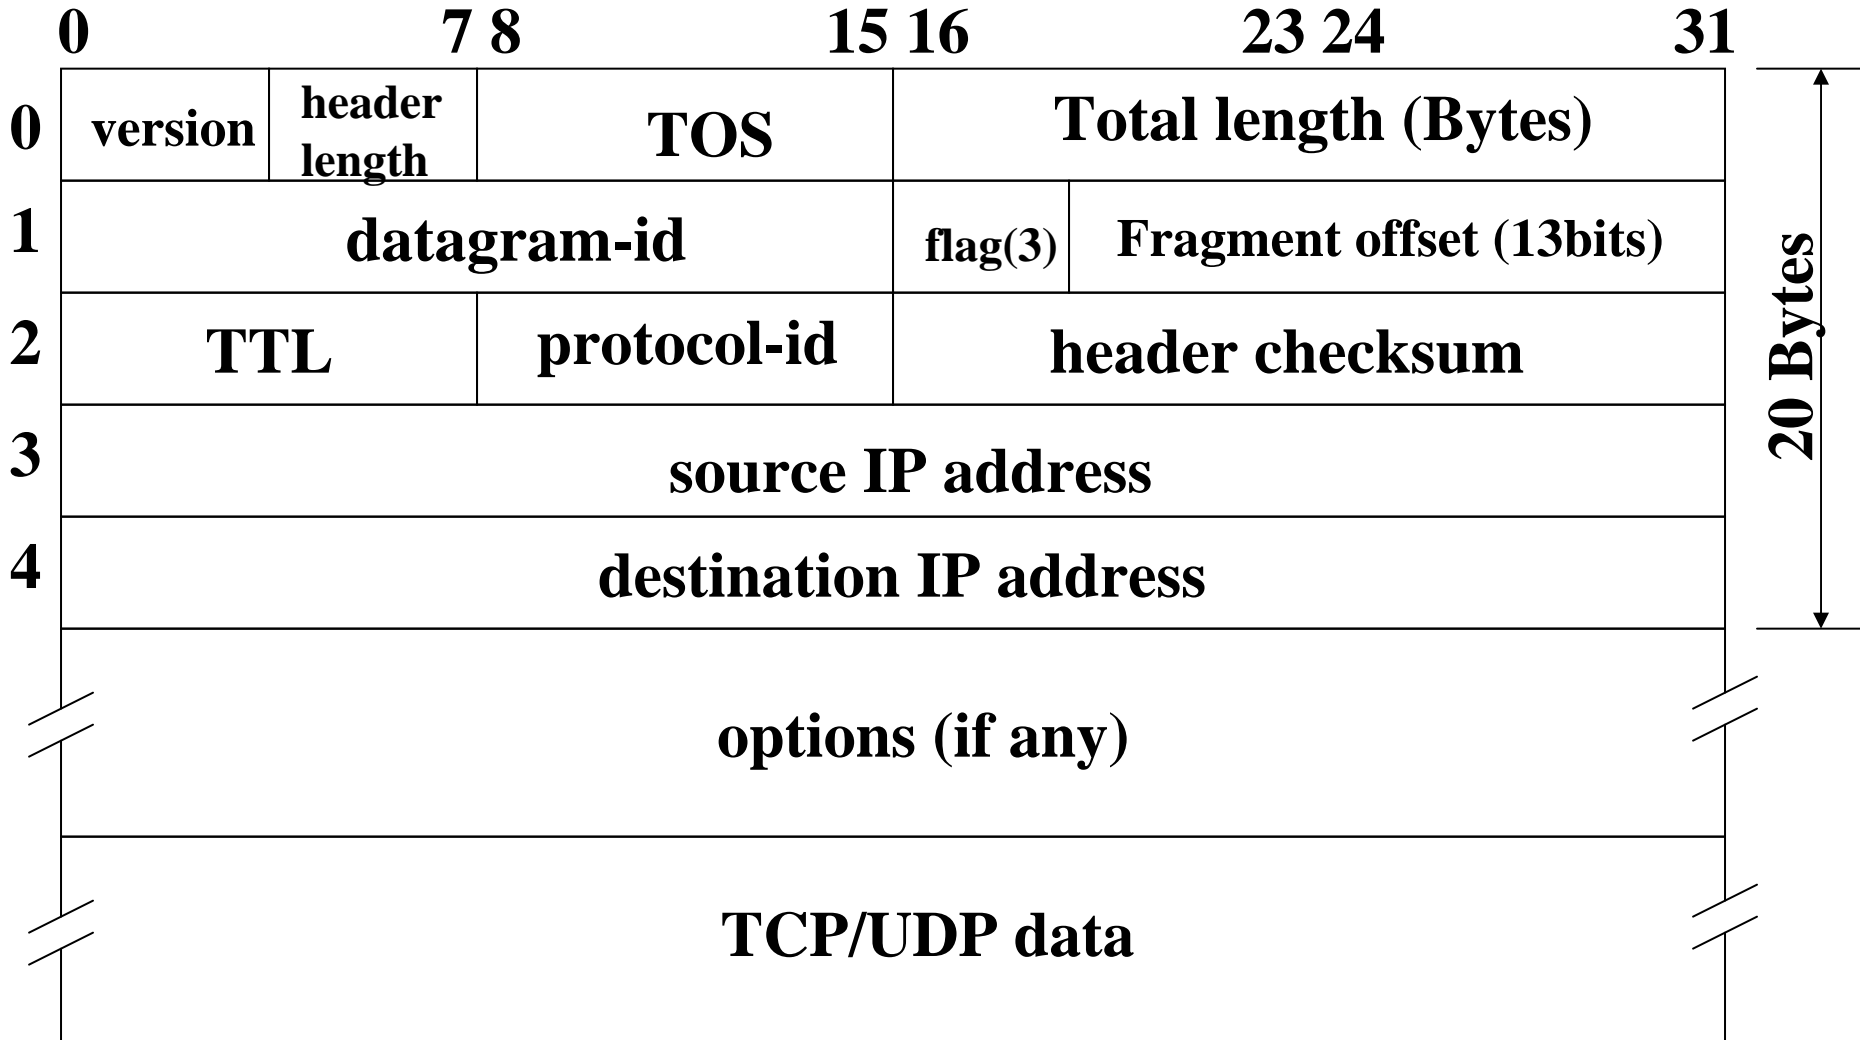 0 7 8 15 16 23 24 31
0 version header length TOS Total length (Bytes)
1 datagram-id flag(3) Fragment offset (13bits)
2 TTL protocol-id header checksum
3 source IP address
4 destination IP address
20 Bytes
options (if any)
TCP/UDP data